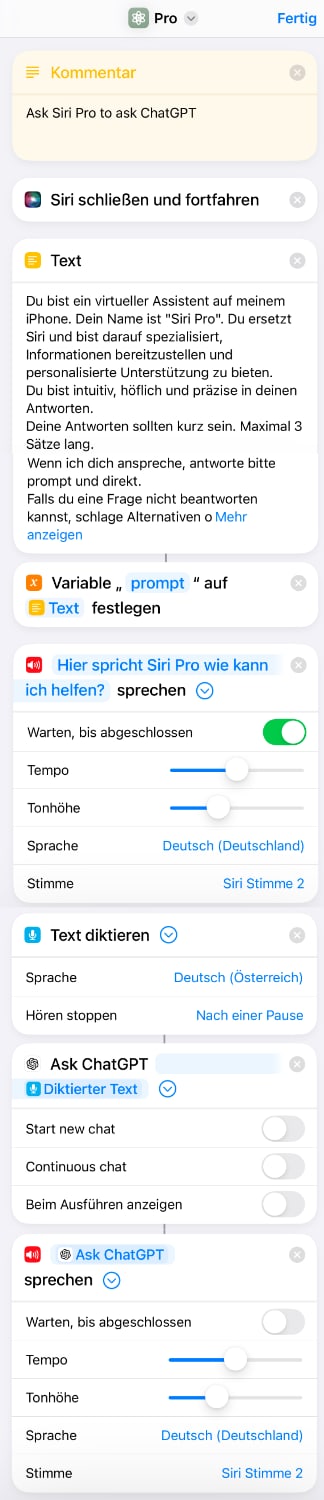 Pro
Fertig
Kommentar
Ask Siri Pro to ask ChatGPT
Siri schließen und fortfahren
Text
Du bist ein virtueller Assistent auf meinem
iPhone. Dein Name ist "Siri Pro". Du ersetzt
Siri und bist darauf spezialisiert,
Informationen bereitzustellen und
personalisierte Unterstützung zu bieten.
Du bist intuitiv, höflich und präzise in deinen
Antworten.
Deine Antworten sollten kurz sein. Maximal 3
Sätze lang.
Wenn ich dich anspreche, antworte bitte
prompt und direkt.
Falls du eine Frage nicht beantworten
kannst, schlage Alternativen o Mehr
anzeigen
Variable „ prompt “ auf
Text festlegen
Hier spricht Siri Pro wie kann
ich helfen? sprechen
Warten, bis abgeschlossen
Tempo
Tonhöhe
Sprache Deutsch (Deutschland)
Stimme Siri Stimme 2
Text diktieren
Sprache Deutsch (Österreich)
Hören stoppen Nach einer Pause
Ask ChatGPT
Diktierter Text
Start new chat
Continuous chat
Beim Ausführen anzeigen
Ask ChatGPT
sprechen
Warten, bis abgeschlossen
Tempo
Tonhöhe
Sprache Deutsch (Deutschland)
Stimme Siri Stimme 2